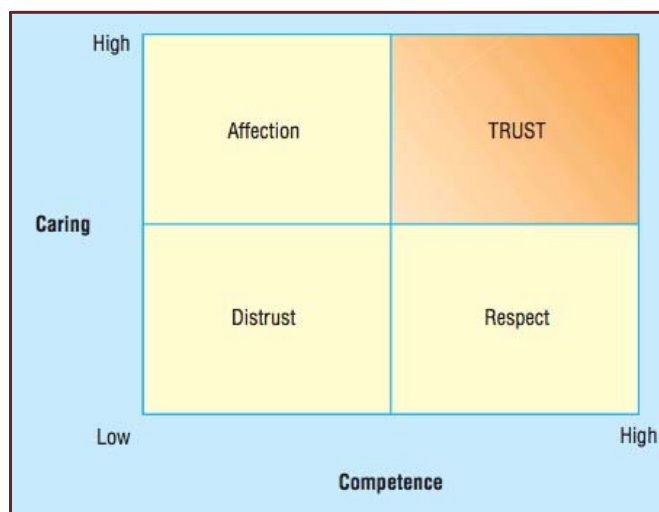 High
Affection
TRUST
Caring
Distrust
Respect
Low
High
Competence